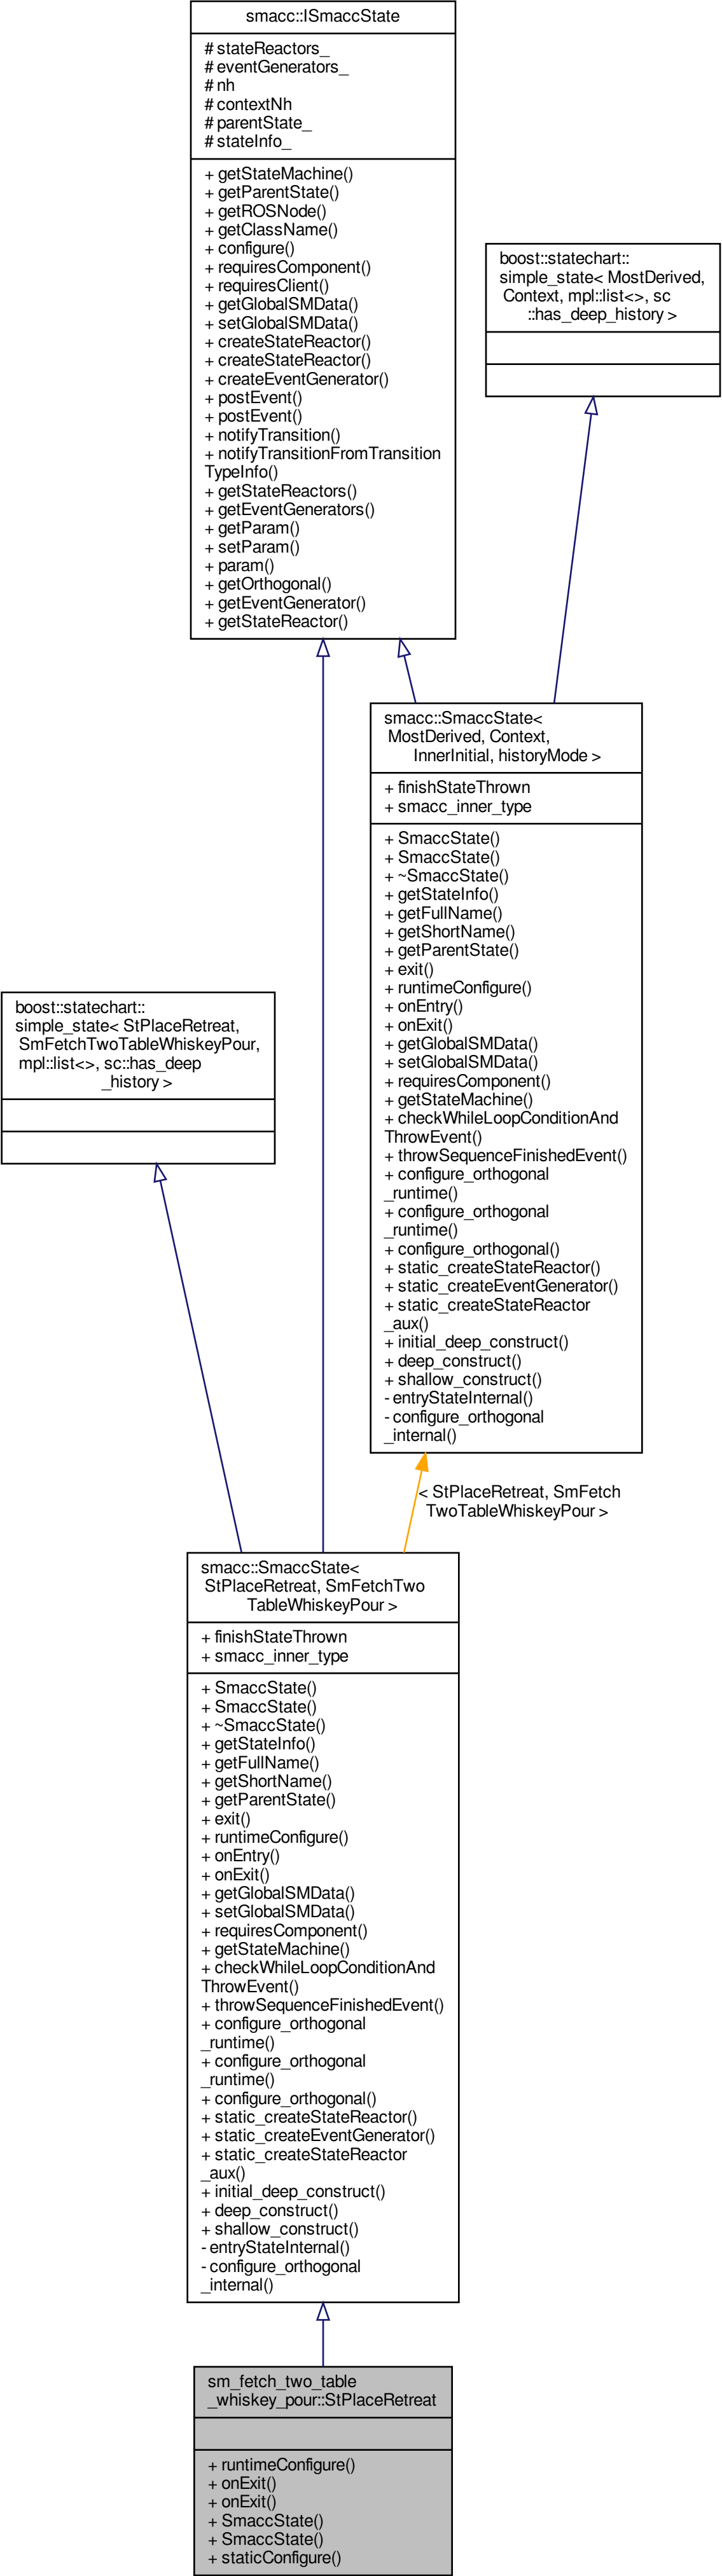 smacc::ISmaccState
# stateReactors_
# eventGenerators_
# nh
# contextNh
# parentState_
# stateInfo_
+ getStateMachine()
+ getParentState()
+ getROSNode()
+ getClassName()
+ configure()
+ requiresComponent()
+ requiresClient()
+ getGlobalSMData()
+ setGlobalSMData()
+ createStateReactor()
+ createStateReactor()
+ createEventGenerator()
+ postEvent()
+ postEvent()
+ notifyTransition()
+ notifyTransitionFromTransition
TypeInfo()
+ getStateReactors()
+ getEventGenerators()
+ getParam()
+ setParam()
+ param()
+ getOrthogonal()
+ getEventGenerator()
+ getStateReactor()
boost::statechart::
simple_state< MostDerived,
Context, mpl::list<>, sc
::has_deep_history >
smacc::SmaccState<
MostDerived, Context,
InnerInitial, historyMode >
+ finishStateThrown
+ smacc_inner_type
+ SmaccState()
+ SmaccState()
+ ~SmaccState()
+ getStateInfo()
+ getFullName()
+ getShortName()
+ getParentState()
+ exit()
+ runtimeConfigure()
+ onEntry()
+ onExit()
+ getGlobalSMData()
+ setGlobalSMData()
+ requiresComponent()
+ getStateMachine()
+ checkWhileLoopConditionAnd
ThrowEvent()
+ throwSequenceFinishedEvent()
+ configure_orthogonal
_runtime()
+ configure_orthogonal
_runtime()
+ configure_orthogonal()
+ static_createStateReactor()
+ static_createEventGenerator()
+ static_createStateReactor
_aux()
+ initial_deep_construct()
+ deep_construct()
+ shallow_construct()
- entryStateInternal()
- configure_orthogonal
_internal()
boost::statechart::
simple_state< StPlaceRetreat,
SmFetchTwoTableWhiskeyPour,
mpl::list<>, sc::has_deep
_history >
< StPlaceRetreat, SmFetch
TwoTableWhiskeyPour >
smacc::SmaccState<
StPlaceRetreat, SmFetchTwo
TableWhiskeyPour >
+ finishStateThrown
+ smacc_inner_type
+ SmaccState()
+ SmaccState()
+ ~SmaccState()
+ getStateInfo()
+ getFullName()
+ getShortName()
+ getParentState()
+ exit()
+ runtimeConfigure()
+ onEntry()
+ onExit()
+ getGlobalSMData()
+ setGlobalSMData()
+ requiresComponent()
+ getStateMachine()
+ checkWhileLoopConditionAnd
ThrowEvent()
+ throwSequenceFinishedEvent()
+ configure_orthogonal
_runtime()
+ configure_orthogonal
_runtime()
+ configure_orthogonal()
+ static_createStateReactor()
+ static_createEventGenerator()
+ static_createStateReactor
_aux()
+ initial_deep_construct()
+ deep_construct()
+ shallow_construct()
- entryStateInternal()
- configure_orthogonal
_internal()
sm_fetch_two_table
_whiskey_pour::StPlaceRetreat
+ runtimeConfigure()
+ onExit()
+ onExit()
+ SmaccState()
+ SmaccState()
+ staticConfigure()